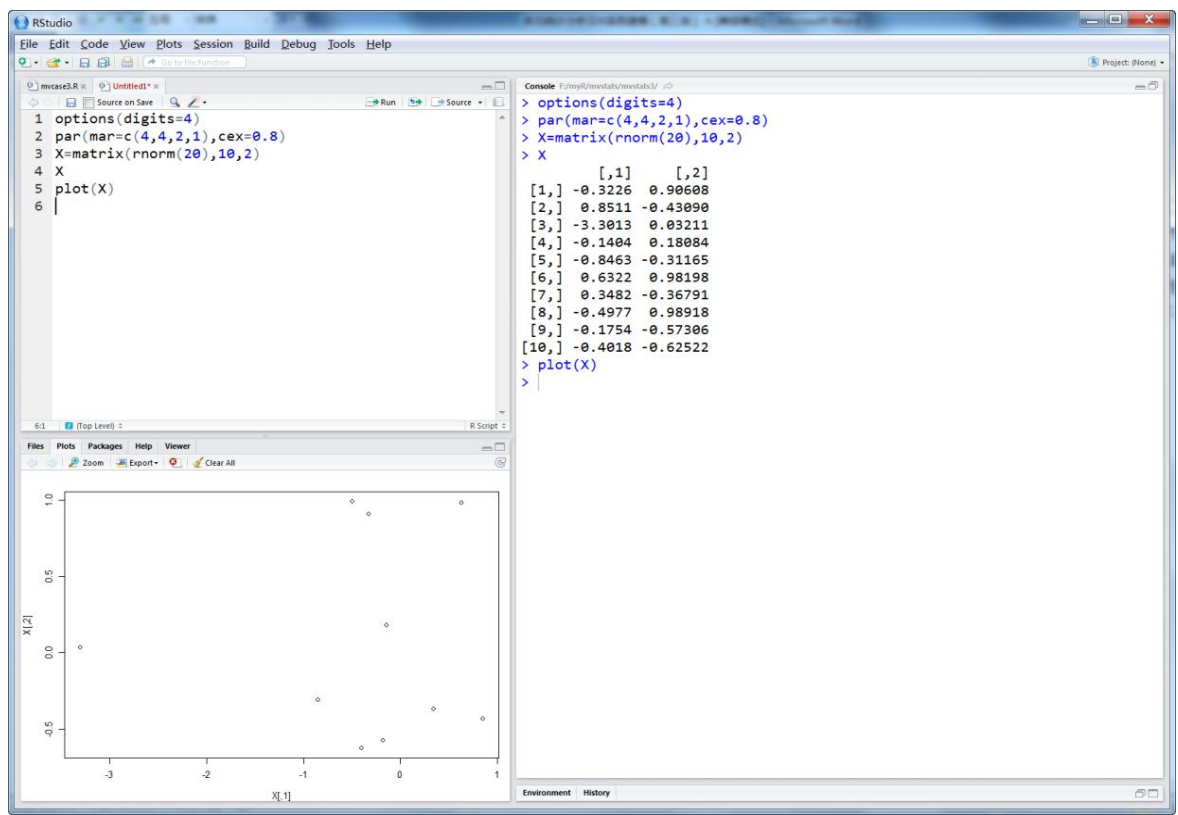 RStudio
File Edit Code View Plots Session Build Debug Tools Help
Go to file/function
Project: (None)
mvcase3.R × Untitled1* ×
Source on Save Run Source
1 options(digits=4)
2 par(mar=c(4,4,2,1),cex=0.8)
3 X=matrix(rnorm(20),10,2)
4 X
5 plot(X)
6
6:1 (Top Level) R Script
Files Plots Packages Help Viewer
Zoom Export Clear All
1.0
0.5
0.0
-0.5
X[,2]
-3 -2 -1 0 1
X[,1]
Console F:/myR/mvstats/mvstats3/
> options(digits=4)
> par(mar=c(4,4,2,1),cex=0.8)
> X=matrix(rnorm(20),10,2)
> X
[,1] [,2]
[1,] -0.3226 0.90608
[2,] 0.8511 -0.43090
[3,] -3.3013 0.03211
[4,] -0.1404 0.18084
[5,] -0.8463 -0.31165
[6,] 0.6322 0.98198
[7,] 0.3482 -0.36791
[8,] -0.4977 0.98918
[9,] -0.1754 -0.57306
[10,] -0.4018 -0.62522
> plot(X)
>
Environment History